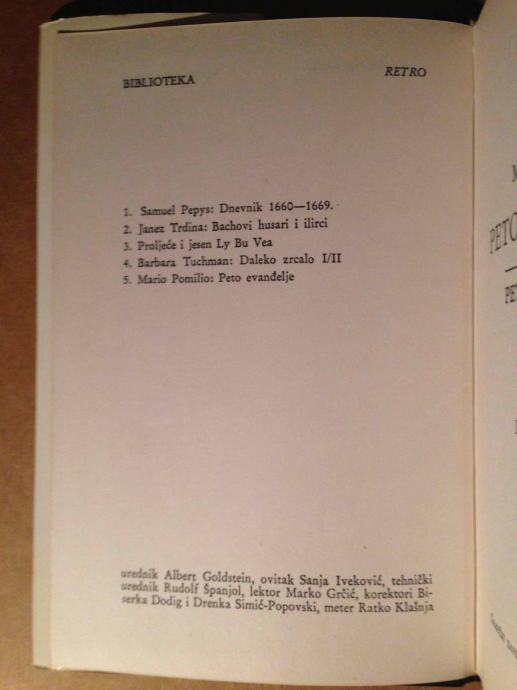 BIBLIOTEKA RETRO
1. Samuel Pepys: Dnevnik 1660—1669.
2. Janez Trdina: Bachovi husari i ilirci
3. Proljeće i jesen Ly Bu Vea
4. Barbara Tuchman: Daleko zrcalo I/II
5. Mario Pomilio: Peto evanđelje
urednik Albert Goldstein, ovitak Sanja Iveković, tehnički
urednik Rudolf Španjol, lektor Marko Grčić, korektori Bi-
serka Dodig i Drenka Simić-Popovski, meter Ratko Klašnja